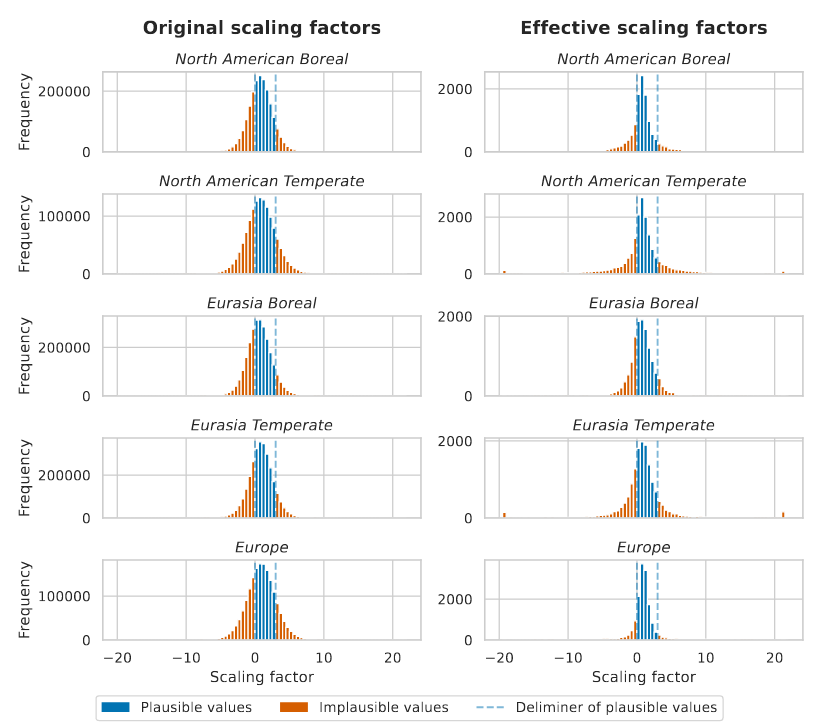 Original scaling factors
Effective scaling factors
North American Boreal
North American Boreal
Frequency
200000
0
2000
0
North American Temperate
North American Temperate
Frequency
100000
0
2000
0
Eurasia Boreal
Eurasia Boreal
Frequency
200000
0
2000
0
Eurasia Temperate
Eurasia Temperate
Frequency
200000
0
2000
0
Europe
Europe
Frequency
100000
0
2000
0
−20 −10 0 10 20
−20 −10 0 10 20
Scaling factor
Scaling factor
Plausible values Implausible values Deliminer of plausible values